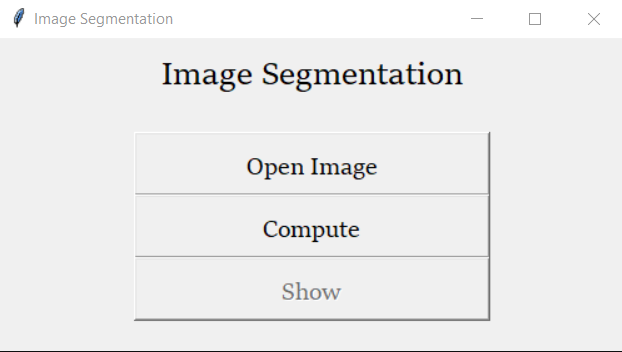 Image Segmentation
Image Segmentation
Open Image
Compute
Show